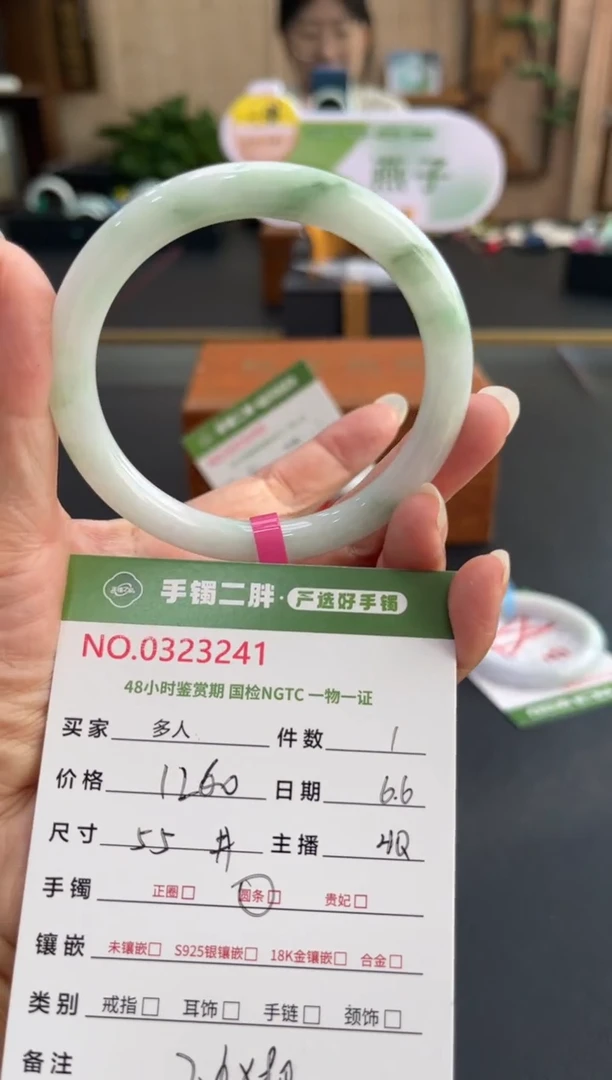 燕子
手镯二胖·严选好手镯
NO.0323241
48小时鉴赏期 国检NGTC 一物一证
买家 多人 件数 1
价格 1260 日期 6.6
尺寸 55 # 主播
手镯 正圈□ 圆条□ 贵妃□
镶嵌 未镶嵌□ S925银镶嵌□ 18K金镶嵌□ 合金□
类别 戒指□ 耳饰□ 手链□ 颈饰□
备注